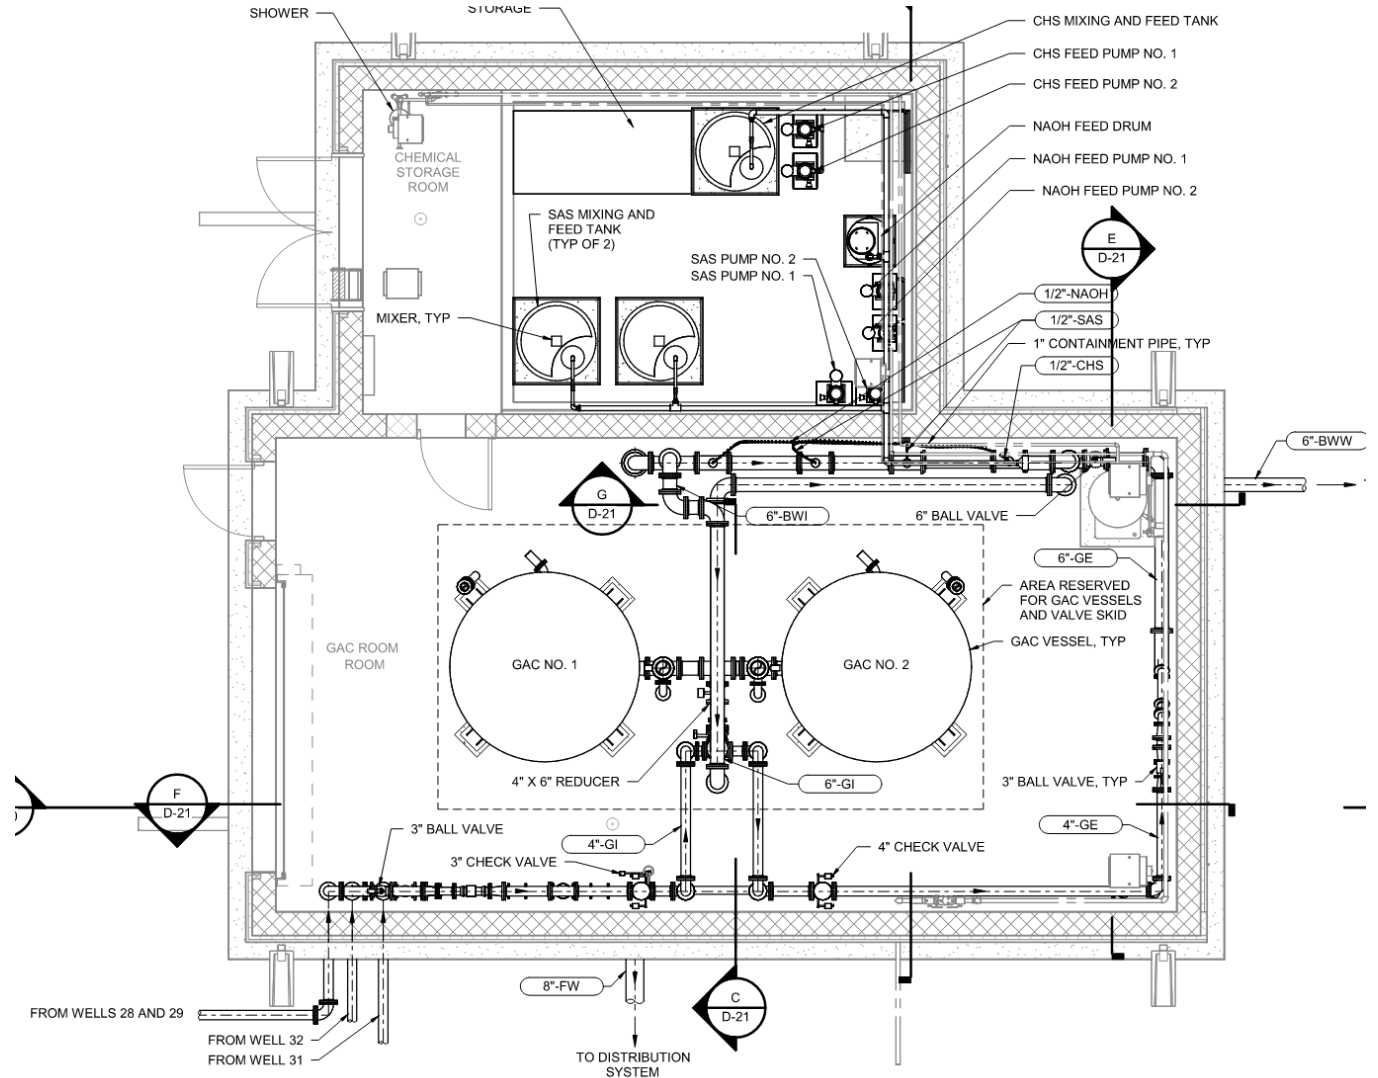 SHOWER
STORAGE
CHS MIXING AND FEED TANK
CHS FEED PUMP NO. 1
CHS FEED PUMP NO. 2
NAOH FEED DRUM
NAOH FEED PUMP NO. 1
NAOH FEED PUMP NO. 2
CHEMICAL
STORAGE
ROOM
SAS MIXING AND
FEED TANK
(TYP OF 2)
SAS PUMP NO. 2
SAS PUMP NO. 1
MIXER, TYP
E
D-21
1/2"-NAOH
1/2"-SAS
1" CONTAINMENT PIPE, TYP
1/2"-CHS
6"-BWW
G
D-21
6"-BWI
6" BALL VALVE
6"-GE
AREA RESERVED
FOR GAC VESSELS
AND VALVE SKID
GAC VESSEL, TYP
GAC ROOM
ROOM
GAC NO. 1
GAC NO. 2
4" X 6" REDUCER
6"-GI
3" BALL VALVE, TYP
F
D-21
3" BALL VALVE
4"-GI
4"-GE
3" CHECK VALVE
4" CHECK VALVE
8"-FW
C
D-21
FROM WELLS 28 AND 29
FROM WELL 32
FROM WELL 31
TO DISTRIBUTION
SYSTEM